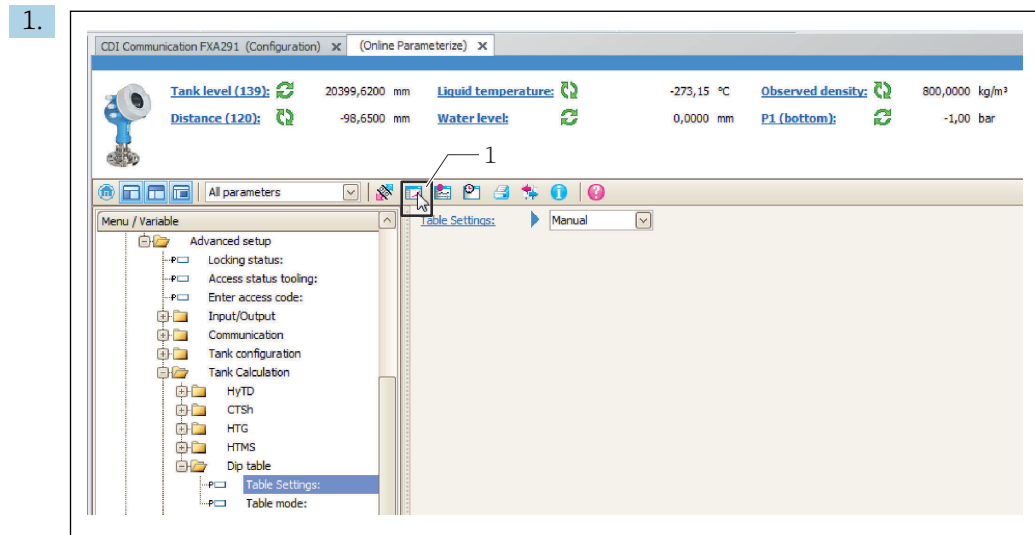 1.
CDI Communication FXA291 (Configuration) x (Online Parameterize) x
Tank level (139): 20399,6200 mm Liquid temperature: -273,15 °C Observed density: 800,0000 kg/m³
Distance (120): -98,6500 mm Water level: 0,0000 mm P1 (bottom): -1,00 bar
1
All parameters
Menu / Variable
Table Settings: Manual
Advanced setup
P Locking status:
P Access status tooling:
P Enter access code:
Input/Output
Communication
Tank configuration
Tank Calculation
HyTD
CTSh
HTG
HTMS
Dip table
P Table Settings:
P Table mode: